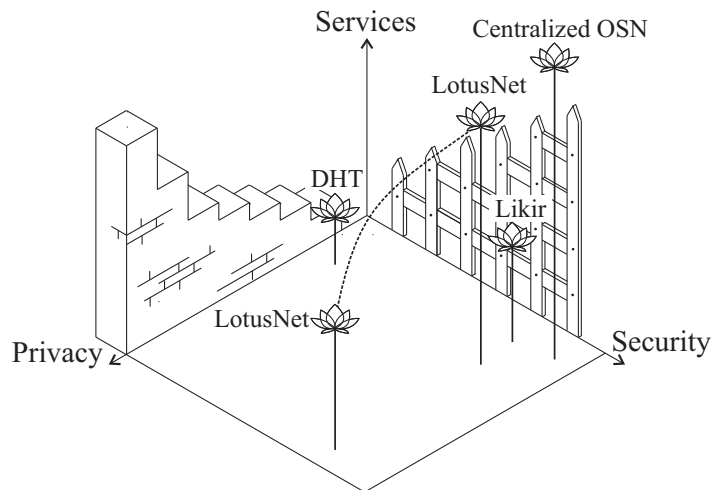 Services
Centralized OSN
LotusNet
DHT
Likir
LotusNet
Privacy
Security